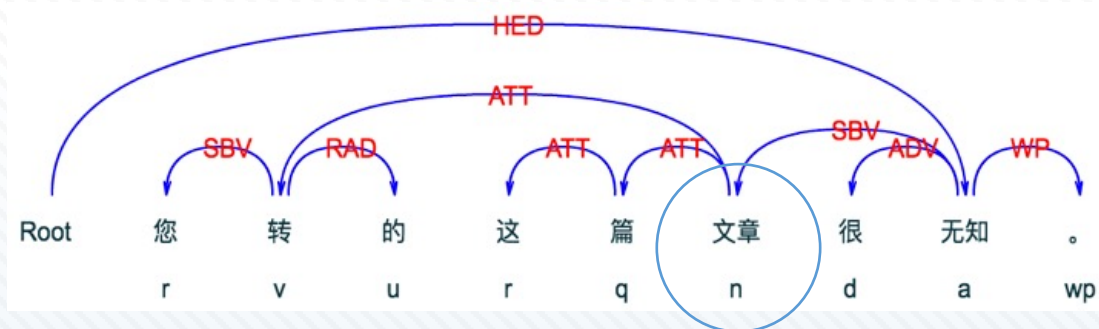 HED
ATT
SBV
SBV RAD ATT ATT ADV WP
Root 您 转 的 这 篇 文章 很 无知 。
r v u r q n d a wp